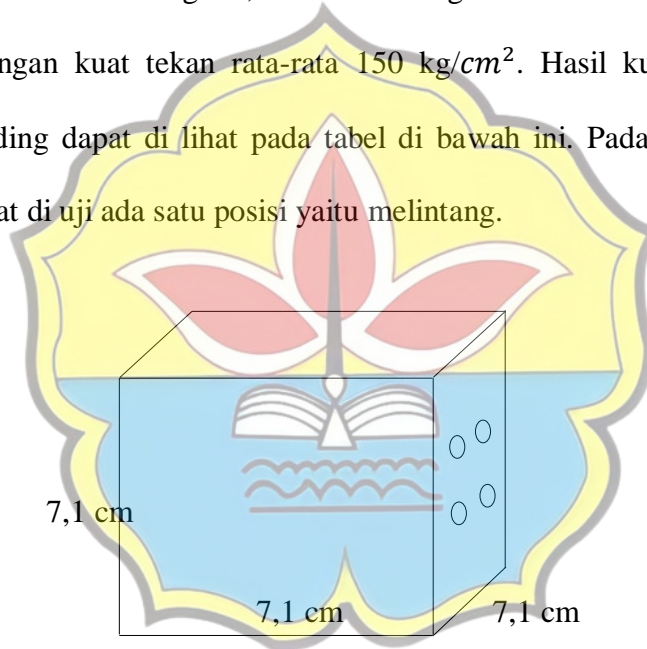 ngan kuat tekan rata-rata 150 kg/cm². Hasil ku
ding dapat di lihat pada tabel di bawah ini. Pada
at di uji ada satu posisi yaitu melintang.
7,1 cm
7,1 cm
7,1 cm